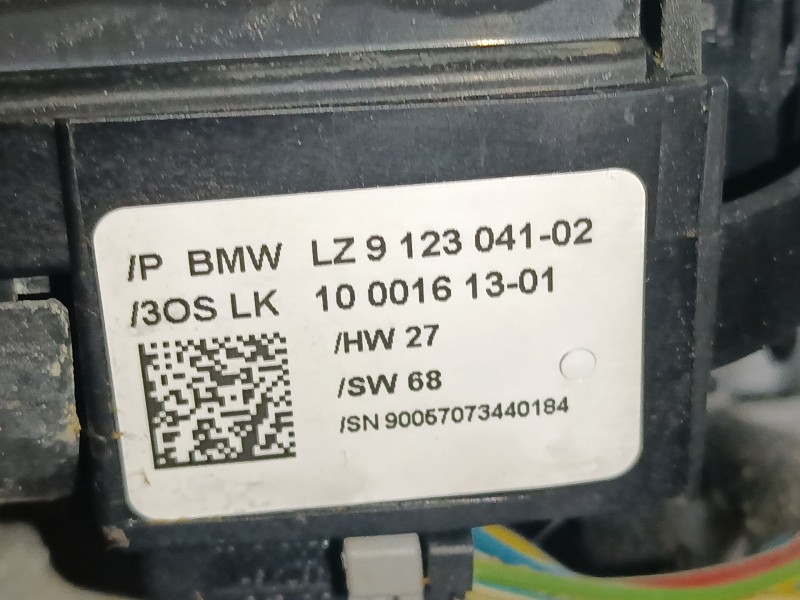 /P BMW LZ 9 123 041-02
/3OS LK 10 0016 13-01
/HW 27
/SW 68
/SN 90057073440184